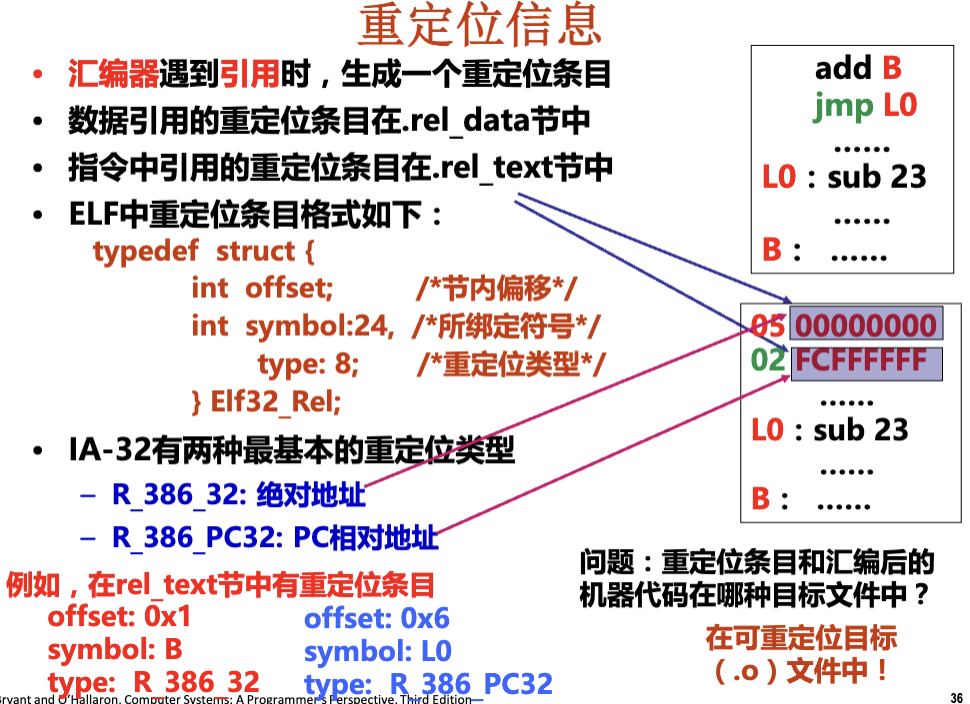 重定位信息
• 汇编器遇到引用时，生成一个重定位条目
• 数据引用的重定位条目在.rel_data节中
• 指令中引用的重定位条目在.rel_text节中
• ELF中重定位条目格式如下：
typedef struct {
int offset; /*节内偏移*/
int symbol:24, /*所绑定符号*/
type: 8; /*重定位类型*/
} Elf32_Rel;
• IA-32有两种最基本的重定位类型
– R_386_32: 绝对地址
– R_386_PC32: PC相对地址
例如，在rel_text节中有重定位条目
offset: 0x1
symbol: B
type: R_386_32
offset: 0x6
symbol: L0
type: R_386_PC32
add B
jmp L0
……
L0：sub 23
……
B： ……
05 00000000
02 FCFFFFFF
……
L0：sub 23
……
B： ……
问题：重定位条目和汇编后的
机器代码在哪种目标文件中？
在可重定位目标
（.o）文件中！
Bryant and O'Hallaron, Computer Systems: A Programmer's Perspective, Third Edition
36